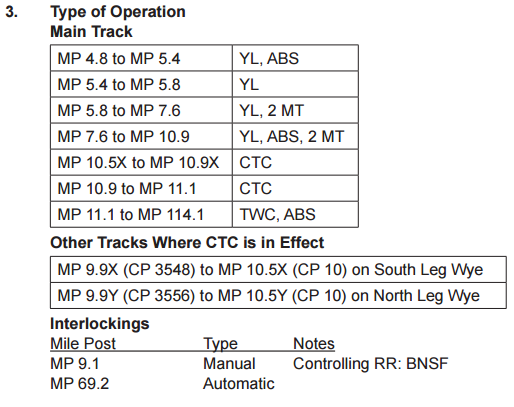 3. Type of Operation
Main Track
MP 4.8 to MP 5.4 YL, ABS
MP 5.4 to MP 5.8 YL
MP 5.8 to MP 7.6 YL, 2 MT
MP 7.6 to MP 10.9 YL, ABS, 2 MT
MP 10.5X to MP 10.9X CTC
MP 10.9 to MP 11.1 CTC
MP 11.1 to MP 114.1 TWC, ABS
Other Tracks Where CTC is in Effect
MP 9.9X (CP 3548) to MP 10.5X (CP 10) on South Leg Wye
MP 9.9Y (CP 3556) to MP 10.5Y (CP 10) on North Leg Wye
Interlockings
Mile Post Type Notes
MP 9.1 Manual Controlling RR: BNSF
MP 69.2 Automatic